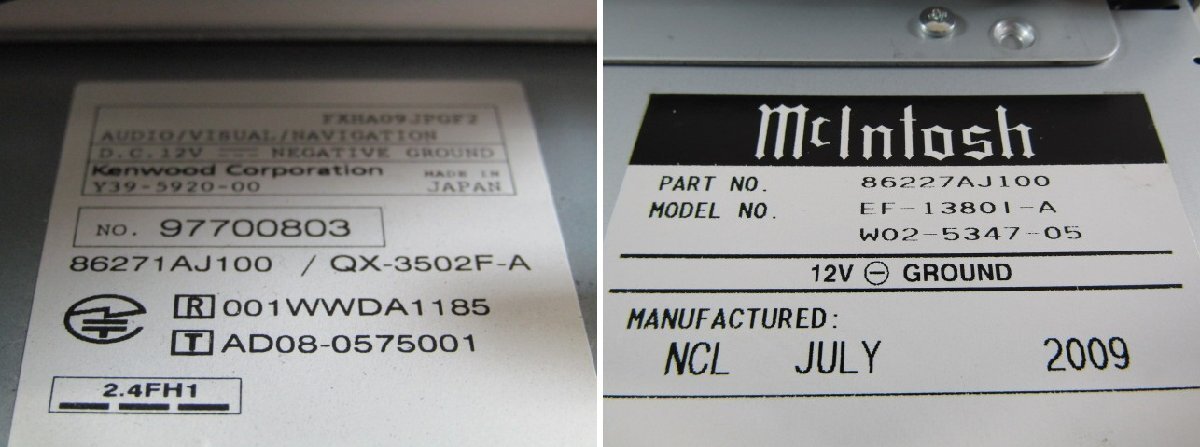 FXHA09JPGF2
AUDIO/VISUAL/NAVIGATION
D.C.12V NEGATIVE GROUND
Kenwood Corporation MADE IN
Y39-5920-00 JAPAN
NO. 97700803
86271AJ100 / QX-3502F-A
R 001WWDA1185
T AD08-0575001
2.4FH1
McIntosh
PART NO. 86227AJ100
MODEL NO. EF-1380I-A
W02-5347-05
12V ⊖ GROUND
MANUFACTURED:
NCL JULY 2009